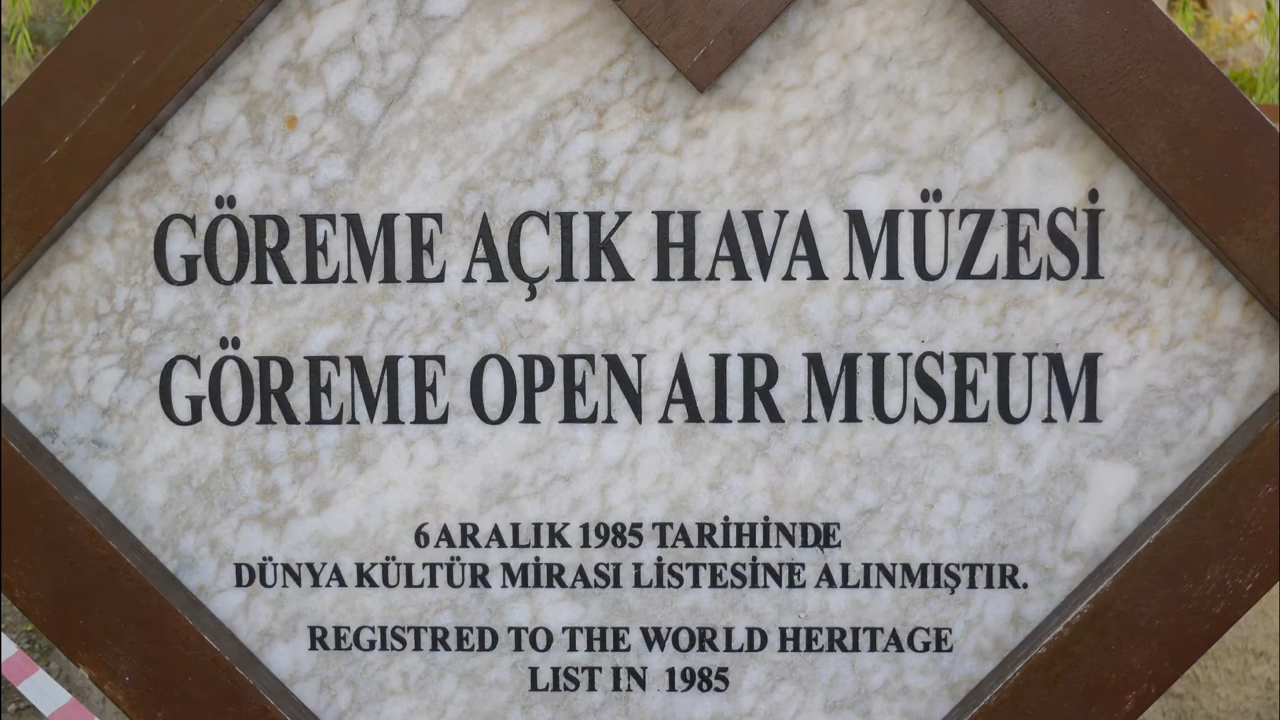 GÖREME AÇIK HAVA MÜZESİ
GÖREME OPEN AIR MUSEUM
6 ARALIK 1985 TARİHİNDE
DÜNYA KÜLTÜR MİRASI LİSTESİNE ALINMIŞTIR.
REGISTRED TO THE WORLD HERITAGE
LIST IN 1985